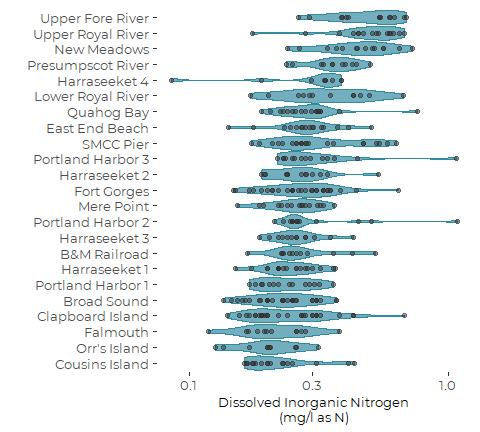 Upper Fore River
Upper Royal River
New Meadows
Presumpscot River
Harraseeket 4
Lower Royal River
Quahog Bay
East End Beach
SMCC Pier
Portland Harbor 3
Harraseeket 2
Fort Gorges
Mere Point
Portland Harbor 2
Harraseeket 3
B&M Railroad
Harraseeket 1
Portland Harbor 1
Broad Sound
Clapboard Island
Falmouth
Orr's Island
Cousins Island
0.1 0.3 1.0
Dissolved Inorganic Nitrogen
(mg/l as N)